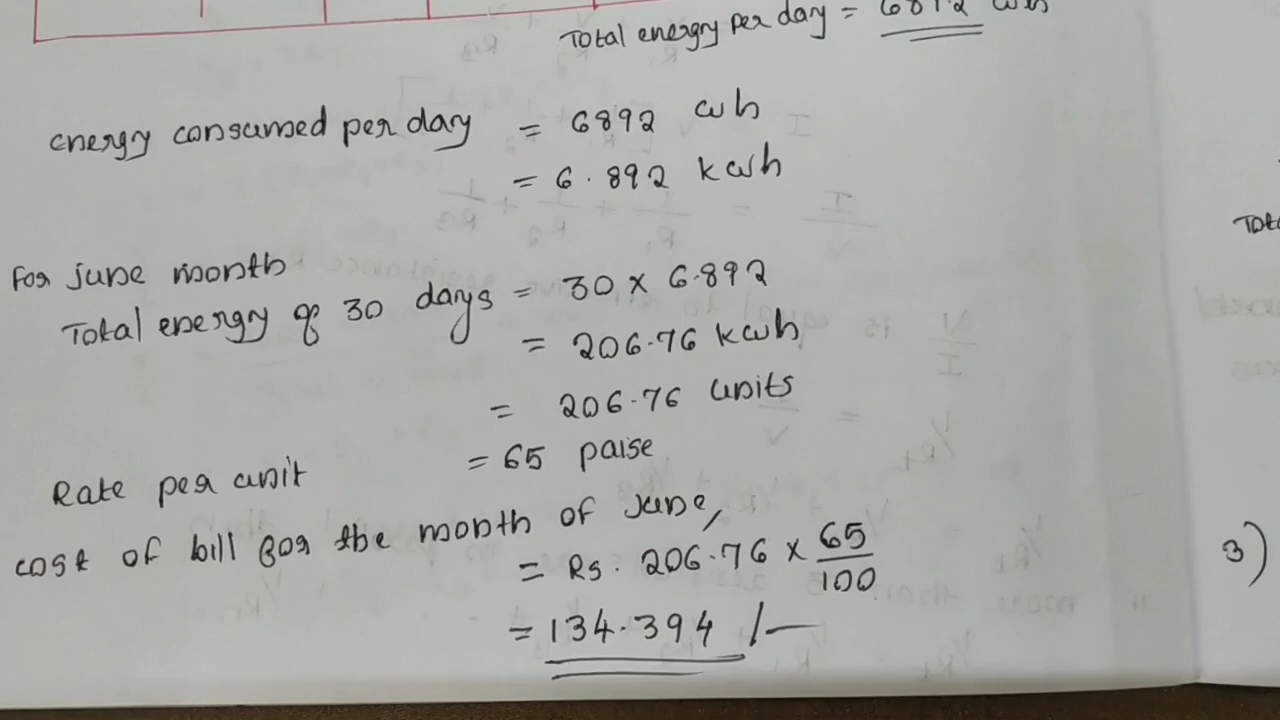 Total energy per day = 6892 wh
energy consumed per day = 6892 wh
= 6.892 kwh
For june month
Total energy of 30 days = 30 x 6.892
= 206.76 kwh
= 206.76 units
Rate per unit = 65 paise
cost of bill for the month of June,
= Rs. 206.76 x 65/100
= 134.394 /—
3)